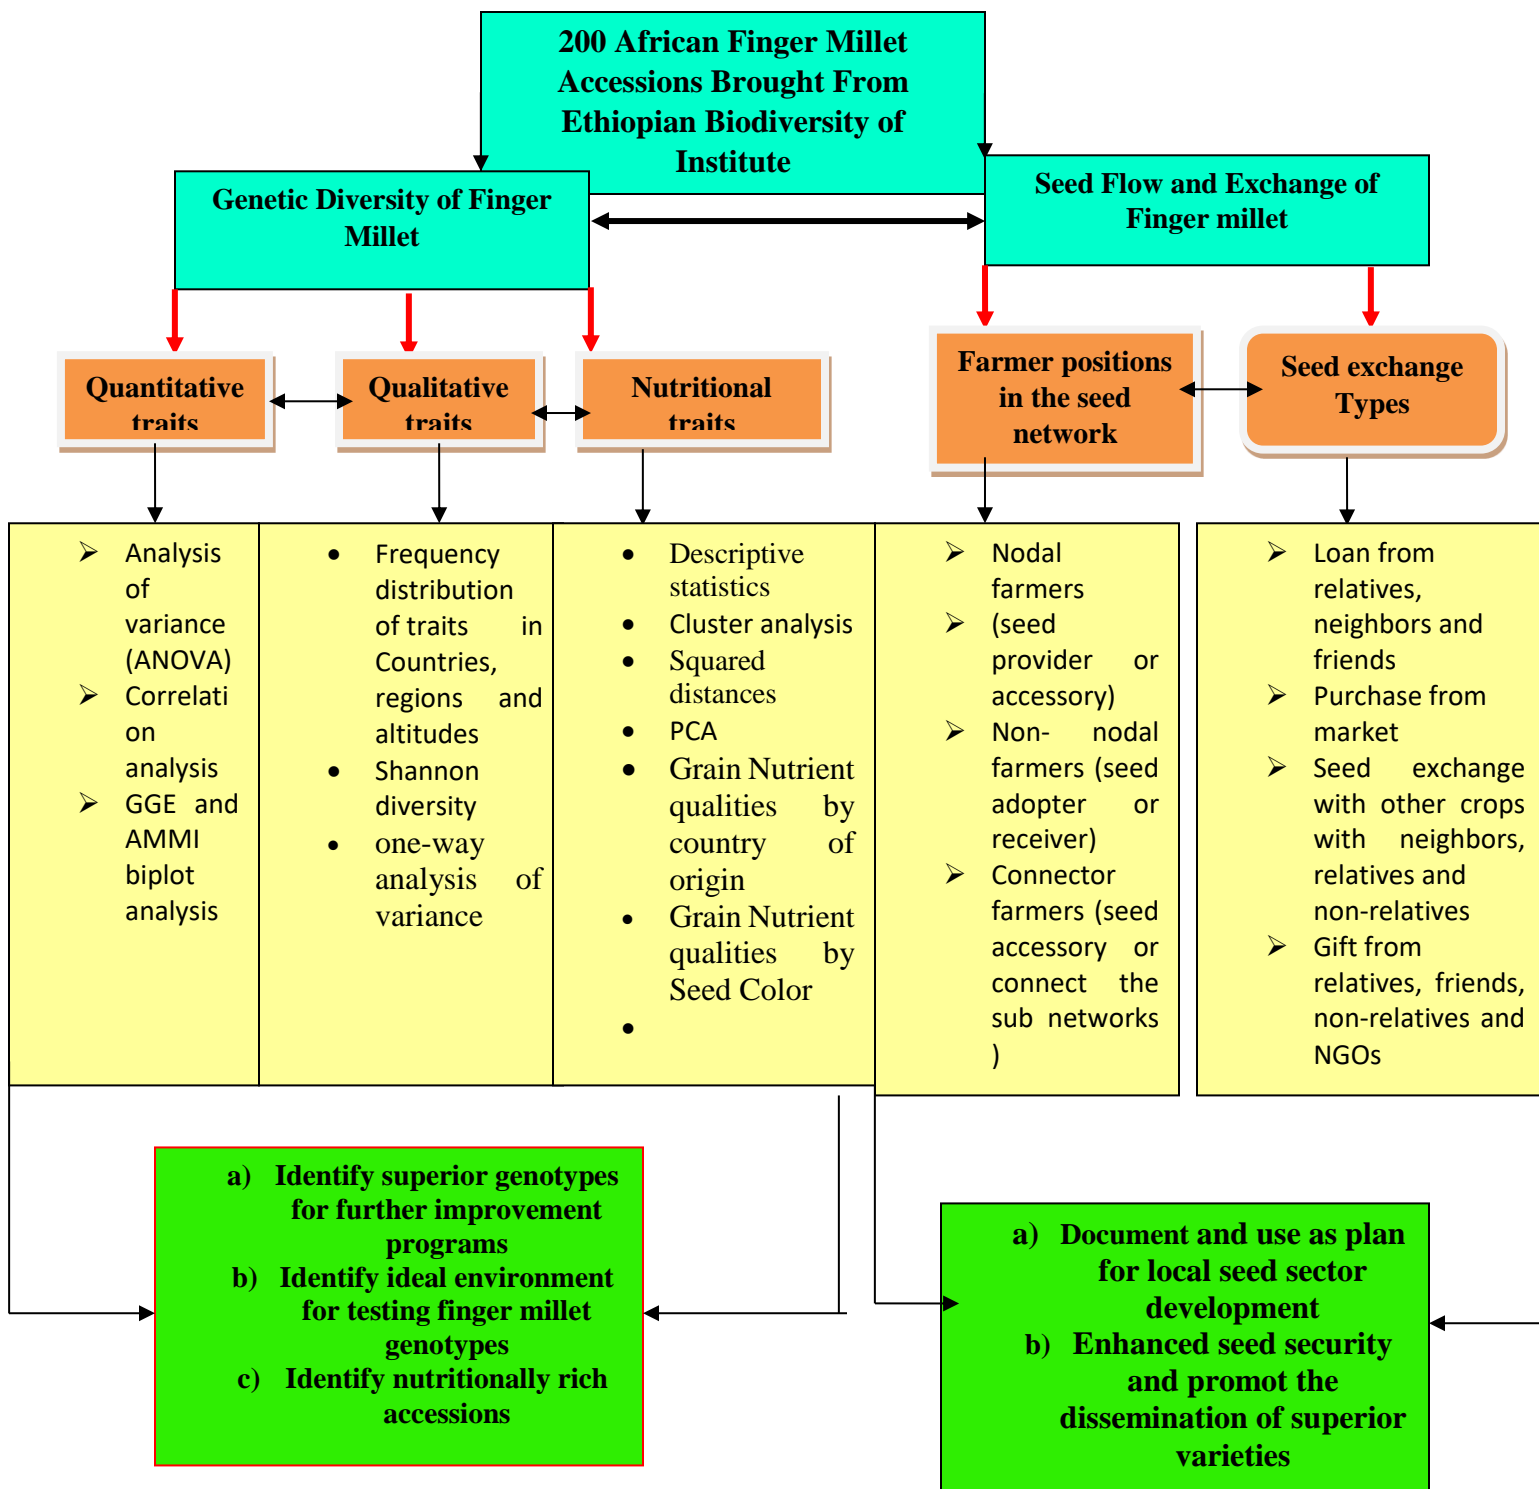 200 African Finger Millet
Accessions Brought From
Ethiopian Biodiversity of
Institute
Genetic Diversity of Finger
Millet
Seed Flow and Exchange of
Finger millet
Quantitative
traits
Qualitative
traits
Nutritional
traits
Farmer positions
in the seed
network
Seed exchange
Types
➢ Analysis
of
variance
(ANOVA)
➢ Correlati
on
analysis
➢ GGE and
AMMI
biplot
analysis
• Frequency
distribution
of traits in
Countries,
regions and
altitudes
• Shannon
diversity
• one-way
analysis of
variance
• Descriptive
statistics
• Cluster analysis
• Squared
distances
• PCA
• Grain Nutrient
qualities by
country of
origin
• Grain Nutrient
qualities by
Seed Color
•
➢ Nodal
farmers
➢ (seed
provider or
accessory)
➢ Non- nodal
farmers (seed
adopter or
receiver)
➢ Connector
farmers (seed
accessory or
connect the
sub networks
)
➢ Loan from
relatives,
neighbors and
friends
➢ Purchase from
market
➢ Seed exchange
with other crops
with neighbors,
relatives and
non-relatives
➢ Gift from
relatives, friends,
non-relatives and
NGOs
a) Identify superior genotypes
for further improvement
programs
b) Identify ideal environment
for testing finger millet
genotypes
c) Identify nutritionally rich
accessions
a) Document and use as plan
for local seed sector
development
b) Enhanced seed security
and promot the
dissemination of superior
varieties